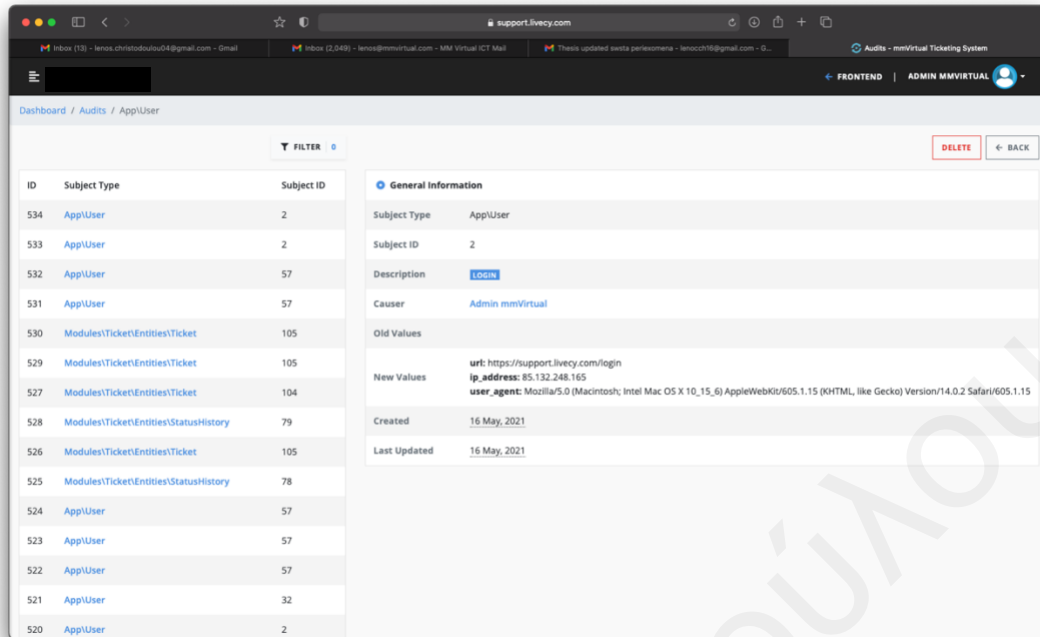 support.livecy.com
Inbox (13) - lenos.christodoulou04@gmail.com - Gmail
Inbox (2,049) - lenos@mmvirtual.com - MM Virtual ICT Mail
Thesis updated swsta periexomena - lenocch16@gmail.com - G...
Audits - mmVirtual Ticketing System
← FRONTEND | ADMIN MMVIRTUAL
Dashboard / Audits / App\User
FILTER 0
DELETE
← BACK
ID Subject Type Subject ID
534 App\User 2
533 App\User 2
532 App\User 57
531 App\User 57
530 Modules\Ticket\Entities\Ticket 105
529 Modules\Ticket\Entities\Ticket 105
527 Modules\Ticket\Entities\Ticket 104
528 Modules\Ticket\Entities\StatusHistory 79
526 Modules\Ticket\Entities\Ticket 105
525 Modules\Ticket\Entities\StatusHistory 78
524 App\User 57
523 App\User 57
522 App\User 57
521 App\User 32
520 App\User 2
General Information
Subject Type App\User
Subject ID 2
Description LOGIN
Causer Admin mmVirtual
Old Values
New Values
url: https://support.livecy.com/login
ip_address: 85.132.248.165
user_agent: Mozilla/5.0 (Macintosh; Intel Mac OS X 10_15_6) AppleWebKit/605.1.15 (KHTML, like Gecko) Version/14.0.2 Safari/605.1.15
Created 16 May, 2021
Last Updated 16 May, 2021